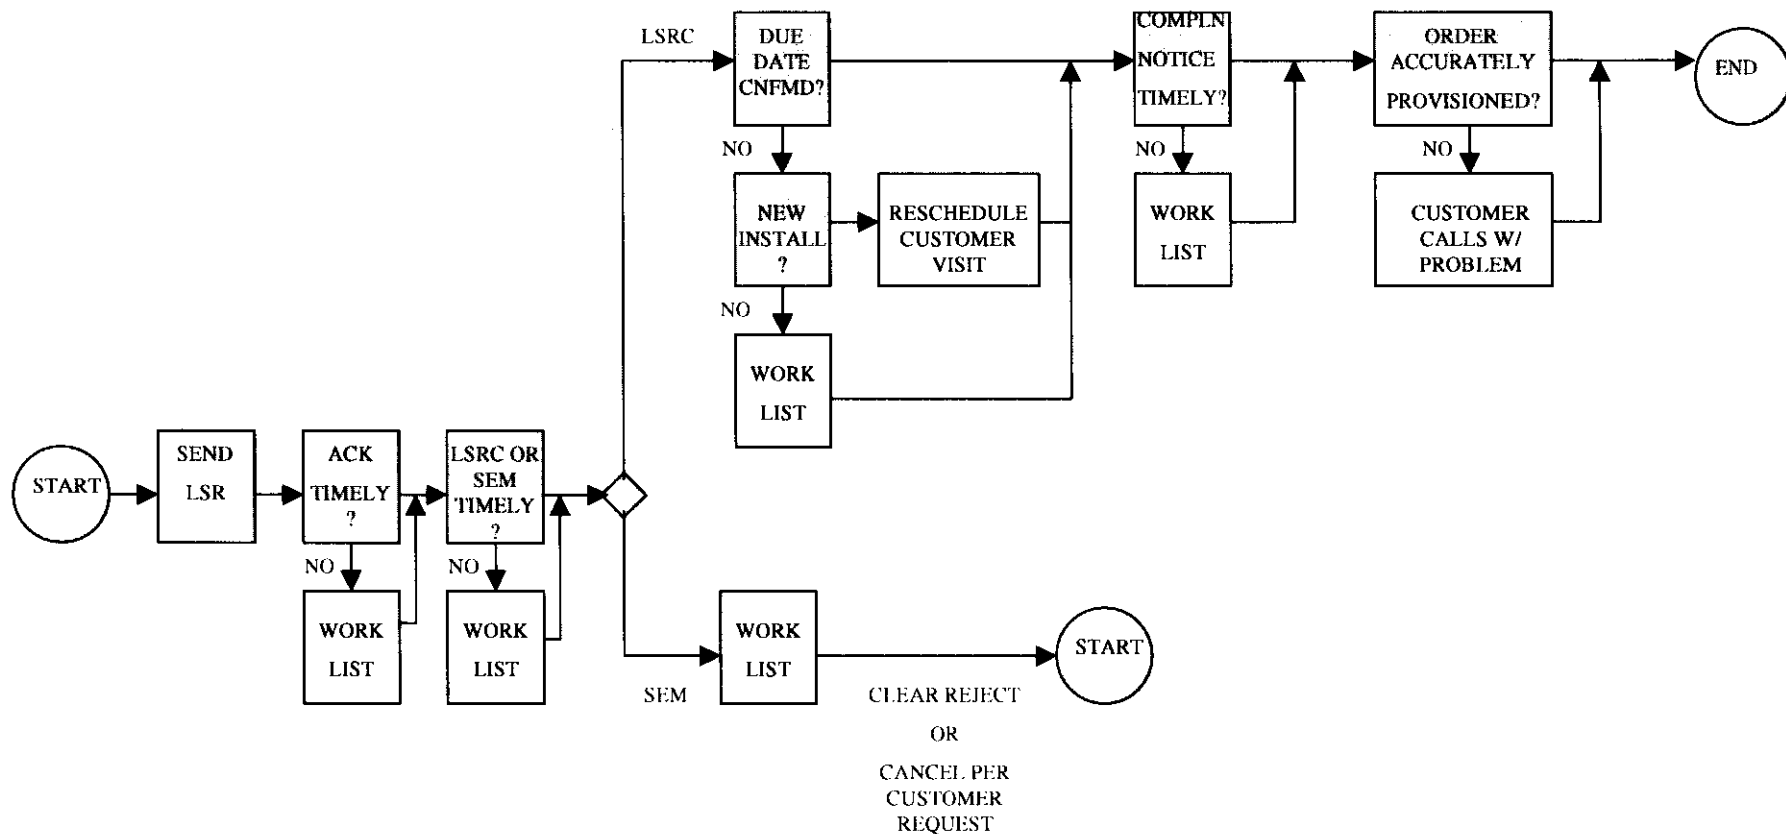 LSRC
DUE
DATE
CNFMD?
COMPLN
NOTICE
TIMELY?
ORDER
ACCURATELY
PROVISIONED?
END
NO
NO
NO
NEW
INSTALL
?
RESCHEDULE
CUSTOMER
VISIT
WORK
LIST
CUSTOMER
CALLS W/
PROBLEM
NO
WORK
LIST
START
SEND
LSR
ACK
TIMELY
?
LSRC OR
SEM
TIMELY
?
NO
NO
WORK
LIST
WORK
LIST
WORK
LIST
START
SEM
CLEAR REJECT
OR
CANCEL PER
CUSTOMER
REQUEST